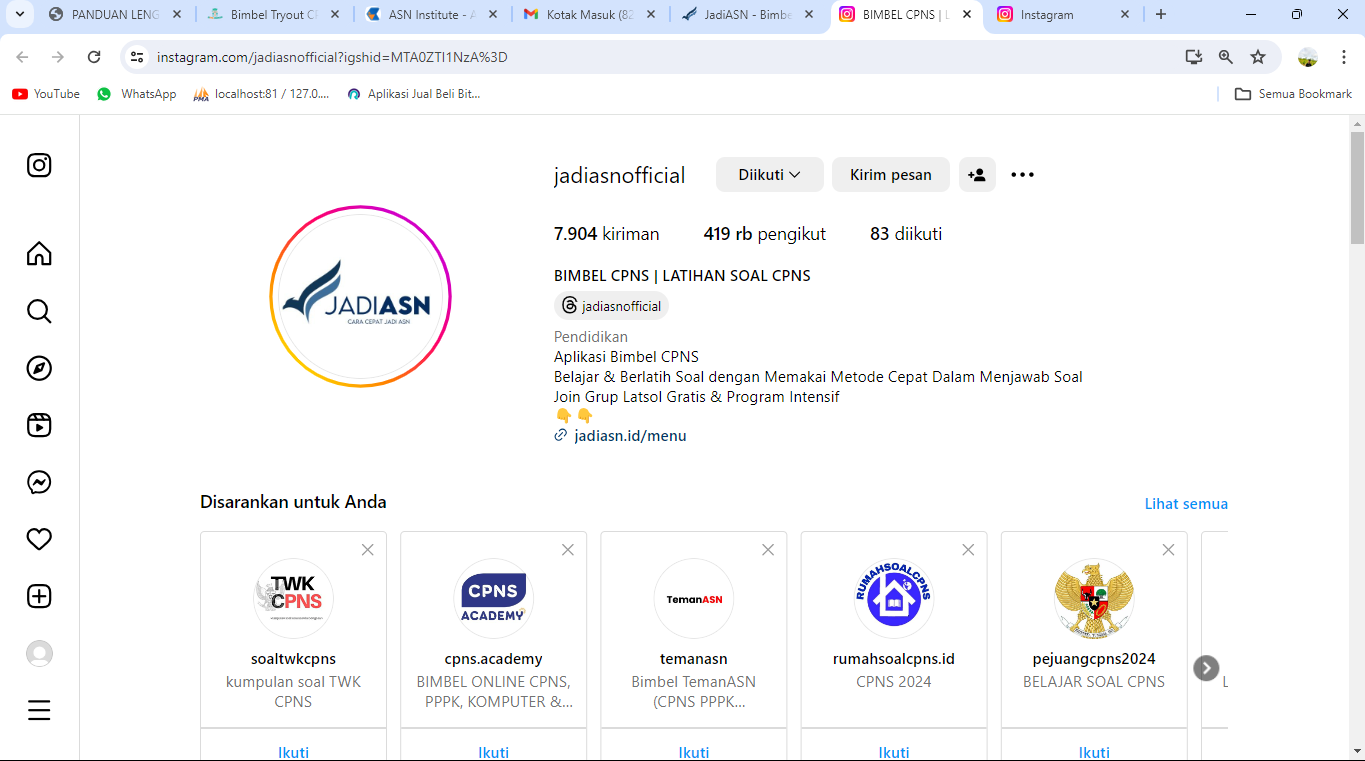 PANDUAN LENG
Bimbel Tryout C
ASN Institute - A
Kotak Masuk (82
JadiASN - Bimbe
BIMBEL CPNS | L
Instagram
instagram.com/jadiasnofficial?igshid=MTA0ZTI1NzA%3D
YouTube
WhatsApp
PMA
localhost:81 / 127.0....
Aplikasi Jual Beli Bit...
Semua Bookmark
jadiasnofficial
Diikuti
Kirim pesan
7.904 kiriman
419 rb pengikut
83 diikuti
JADIASN
CARA CEPAT JADI ASN
BIMBEL CPNS | LATIHAN SOAL CPNS
jadiasnofficial
Pendidikan
Aplikasi Bimbel CPNS
Belajar & Berlatih Soal dengan Memakai Metode Cepat Dalam Menjawab Soal
Join Grup Latsol Gratis & Program Intensif
👇👇
jadiasn.id/menu
Disarankan untuk Anda
Lihat semua
TWK
CPNS
soaltwkcpns
kumpulan soal TWK
CPNS
Ikuti
CPNS
ACADEMY
cpns.academy
BIMBEL ONLINE CPNS,
PPPK, KOMPUTER &...
Ikuti
TemanASN
temanasn
Bimbel TemanASN
(CPNS PPPK...
Ikuti
RUMAHSOALCPNS
rumahsoalcpns.id
CPNS 2024
Ikuti
pejuangcpns2024
BELAJAR SOAL CPNS
Ikuti
L